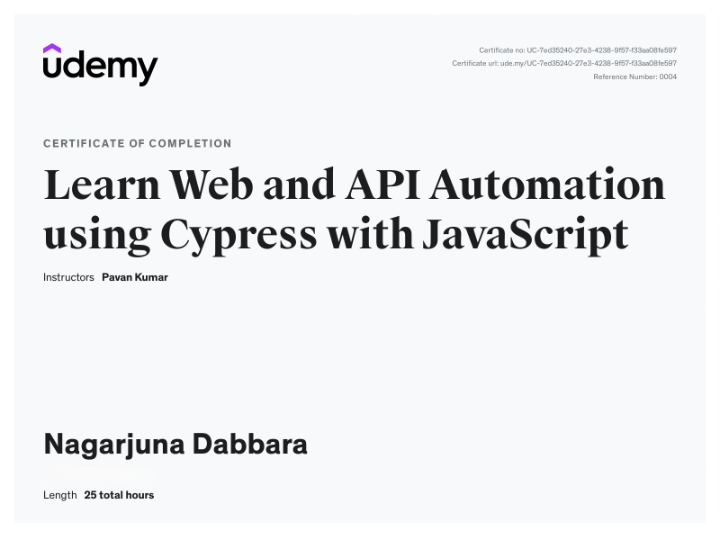 udemy
Certificate no: UC-7ed35240-27e3-4238-9f57-f33aa08fe597
Certificate url: ude.my/UC-7ed35240-27e3-4238-9f57-f33aa08fe597
Reference Number: 0004
CERTIFICATE OF COMPLETION
Learn Web and API Automation
using Cypress with JavaScript
Instructors Pavan Kumar
Nagarjuna Dabbara
Length 25 total hours